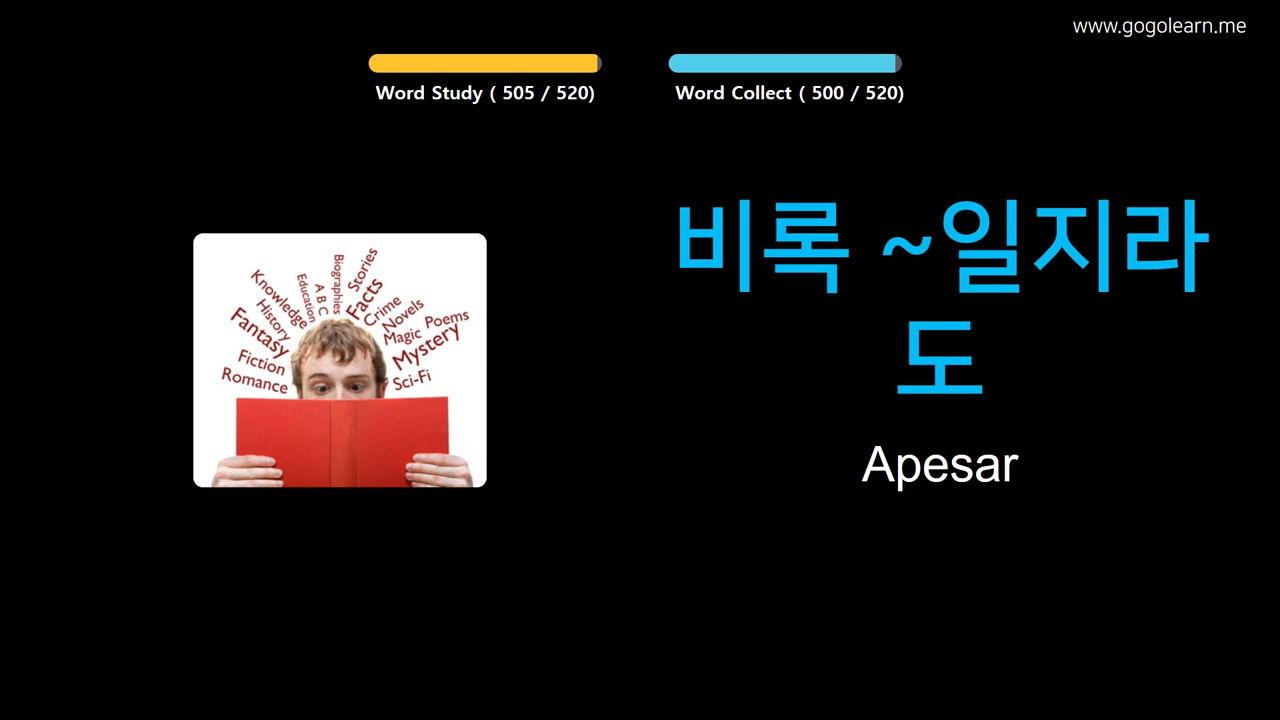 www.gogolearn.me
Word Study ( 505 / 520)
Word Collect ( 500 / 520)
비록 ~일지라
도
Apesar
Stories
Biographies
Facts
A B C
Education
Knowledge
Crime
Novels
History
Poems
Magic
Fantasy
Mystery
Fiction
Sci-Fi
Romance